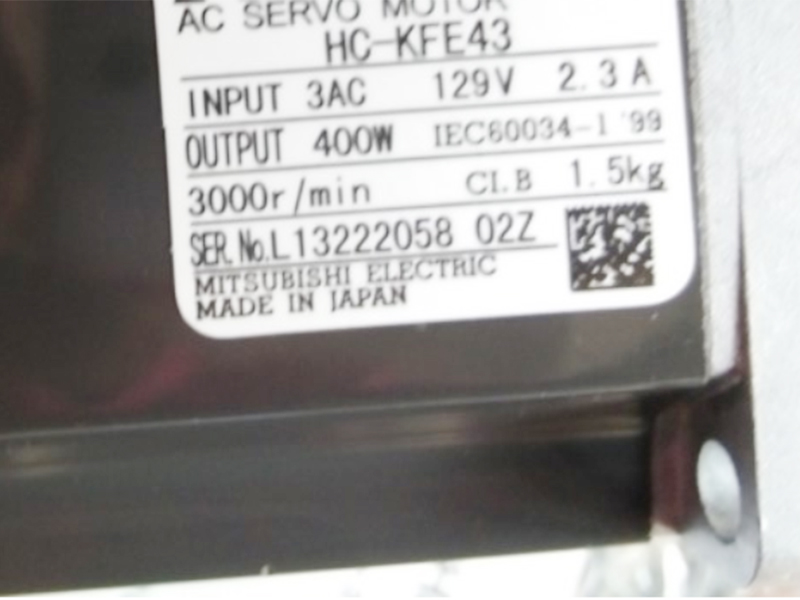 AC SERVO MOTOR
HC-KFE43
INPUT 3AC 129V 2.3A
OUTPUT 400W IEC60034-1 '99
3000r/min CI.B 1.5kg
SER.No.L13222058 02Z
MITSUBISHI ELECTRIC
MADE IN JAPAN